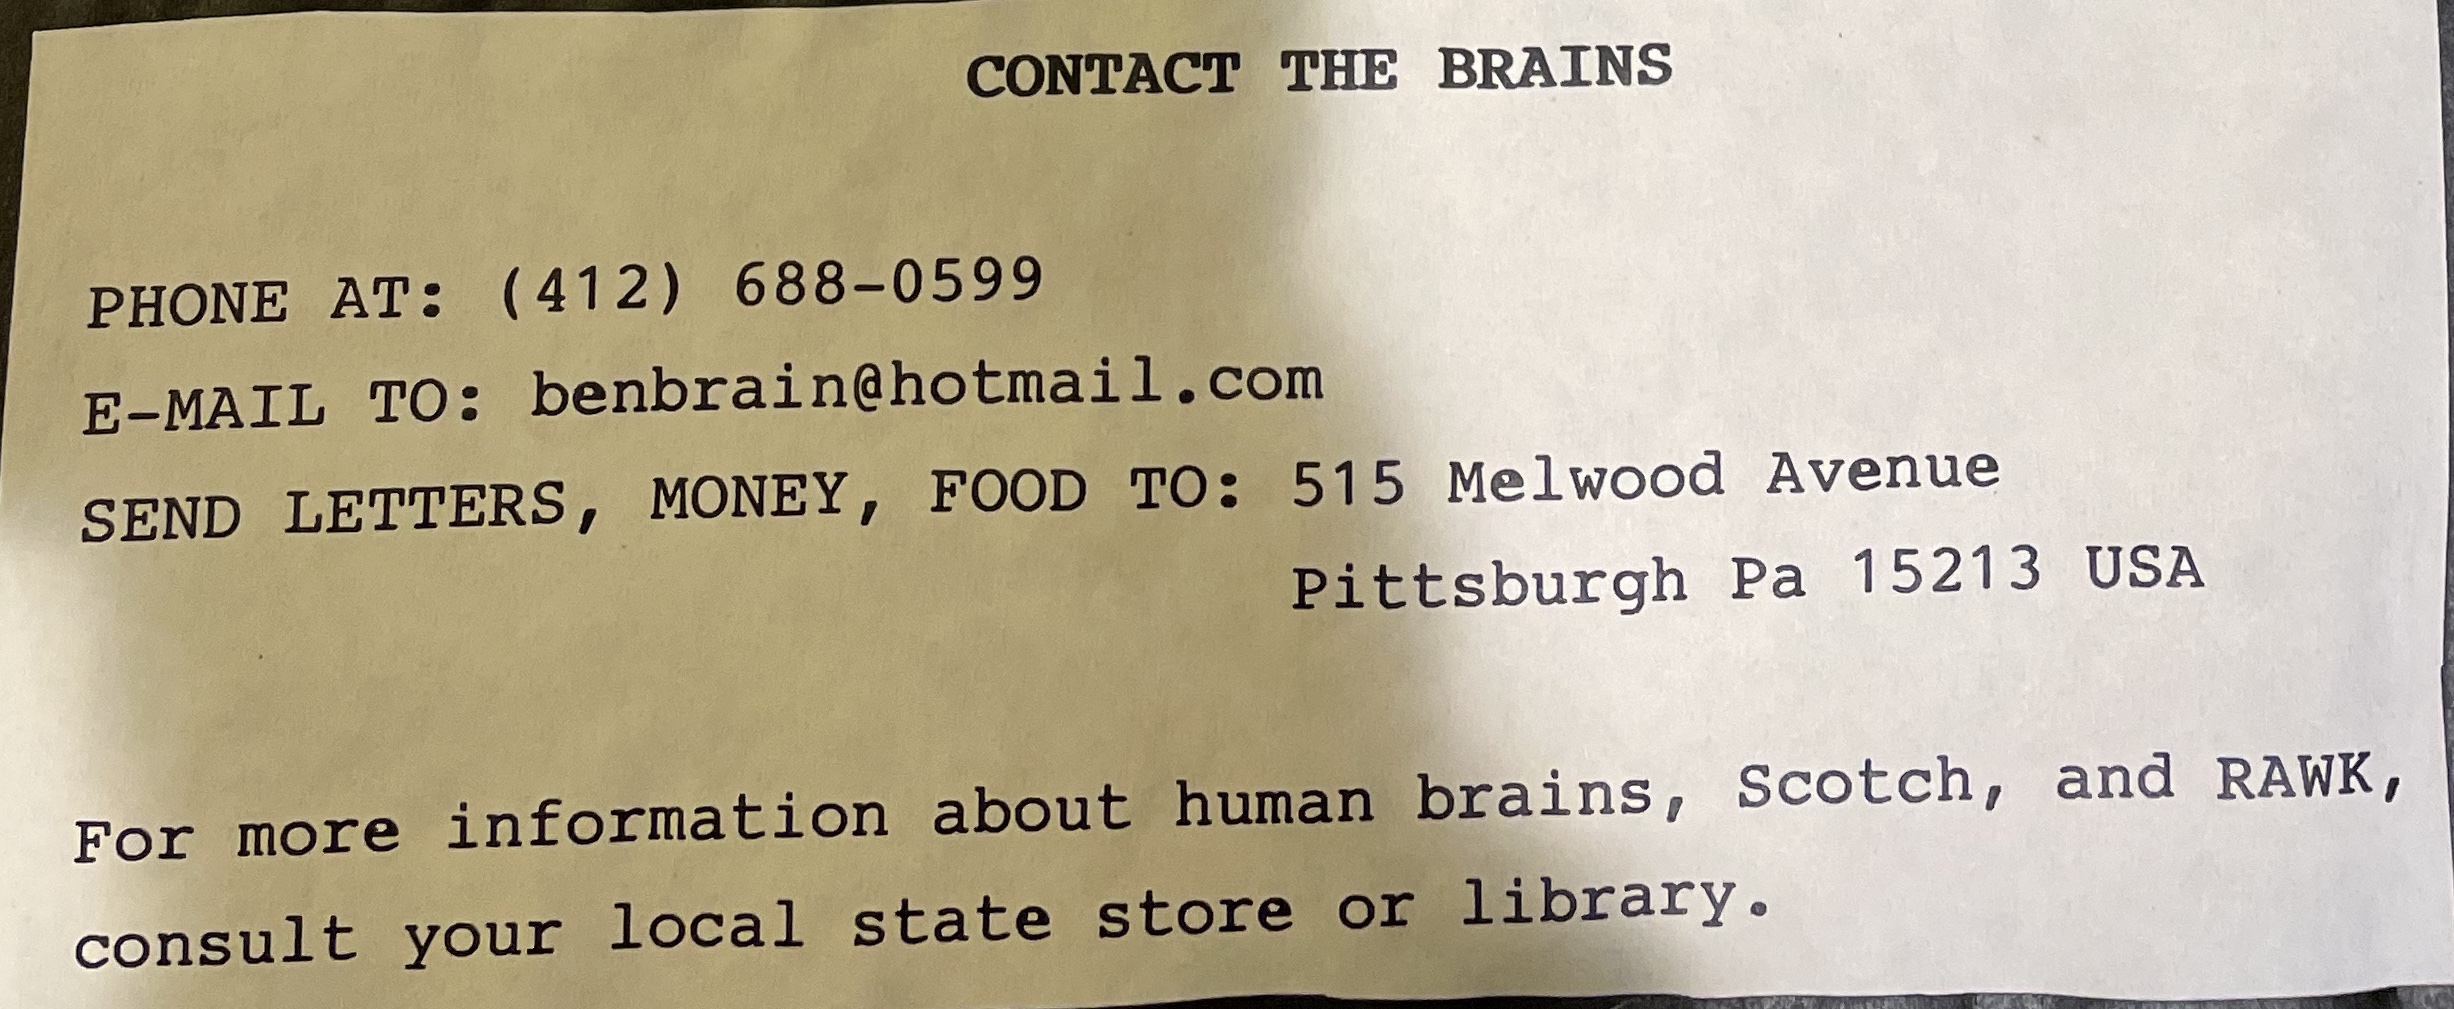 CONTACT THE BRAINS
PHONE AT: (412) 688-0599
E-MAIL TO: benbrain@hotmail.com
SEND LETTERS, MONEY, FOOD TO: 515 Melwood Avenue
Pittsburgh Pa 15213 USA
For more information about human brains, Scotch, and RAWK,
consult your local state store or library.